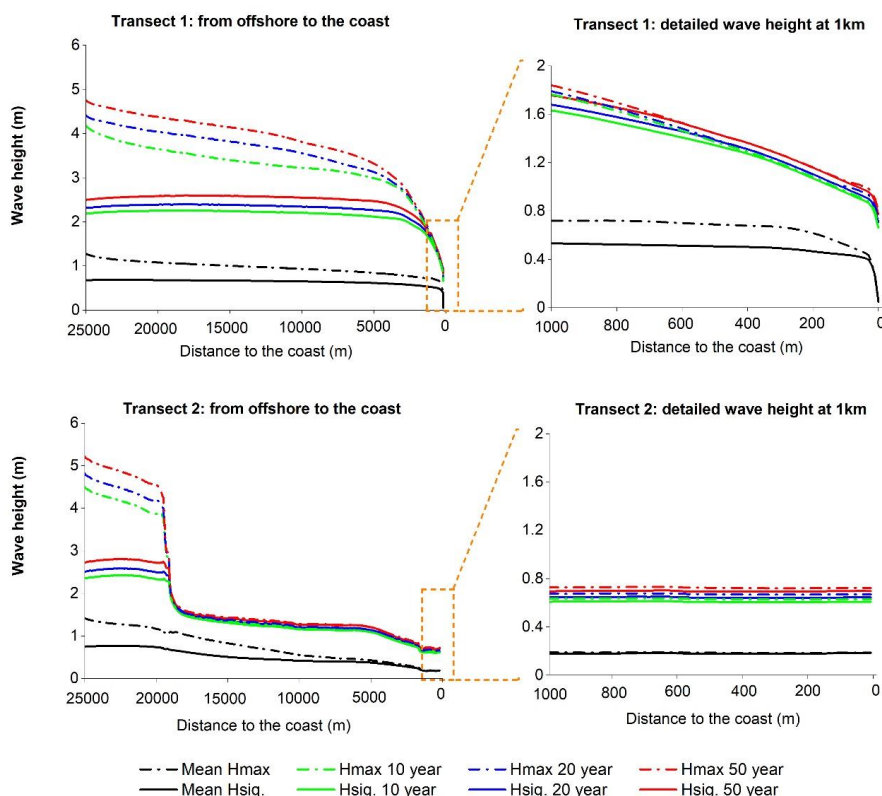 Transect 1: from offshore to the coast
Transect 1: detailed wave height at 1km
Wave height (m)
6
5
4
3
2
1
0
25000 20000 15000 10000 5000 0
Distance to the coast (m)
2
1.6
1.2
0.8
0.4
0
1000 800 600 400 200 0
Distance to the coast (m)
Transect 2: from offshore to the coast
Transect 2: detailed wave height at 1km
Wave height (m)
6
5
4
3
2
1
0
25000 20000 15000 10000 5000 0
Distance to the coast (m)
2
1.6
1.2
0.8
0.4
0
1000 800 600 400 200 0
Distance to the coast (m)
Mean Hmax Hmax 10 year Hmax 20 year Hmax 50 year
Mean Hsig. Hsig. 10 year Hsig. 20 year Hsig. 50 year